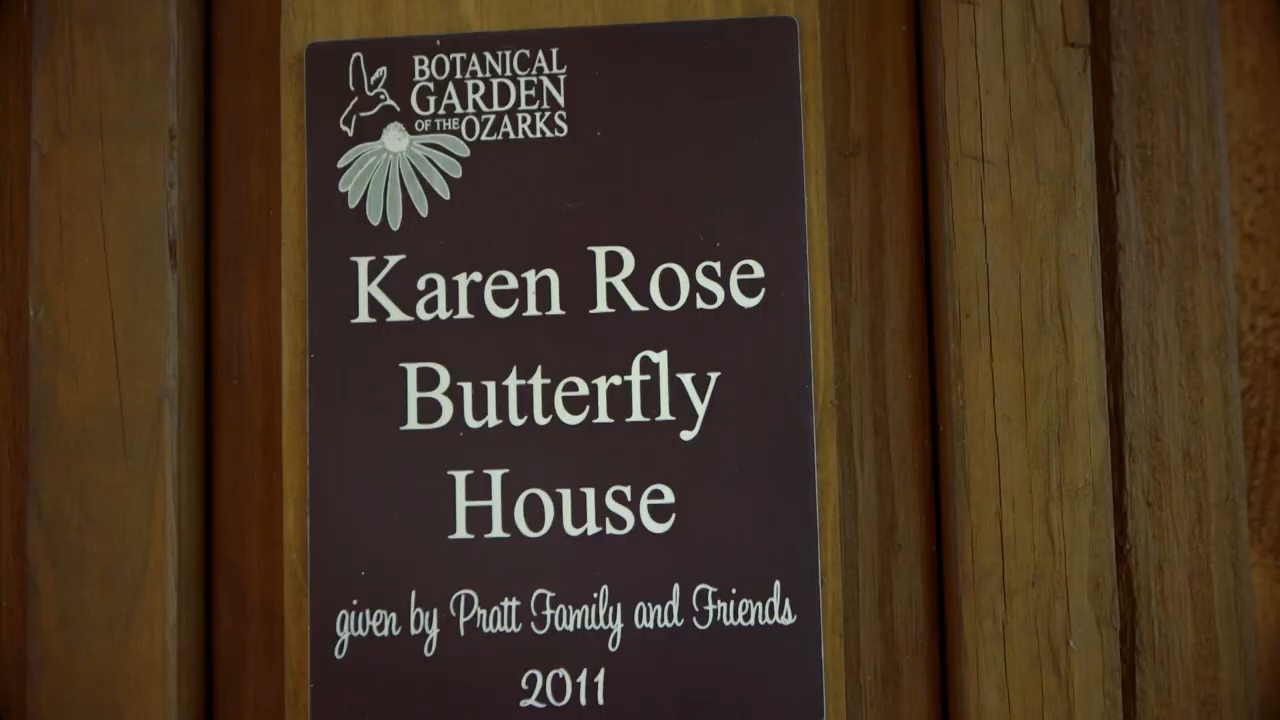 BOTANICAL
GARDEN
OF THE OZARKS
Karen Rose
Butterfly
House
given by Pratt Family and Friends
2011